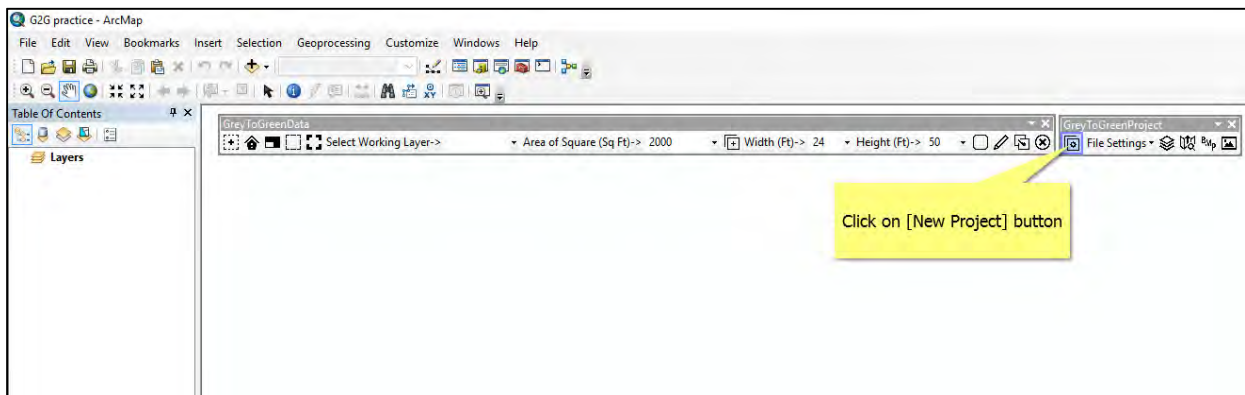 G2G practice - ArcMap
File Edit View Bookmarks Insert Selection Geoprocessing Customize Windows Help
Table Of Contents
Layers
GreyToGreenData
Select Working Layer-> Area of Square (Sq Ft)-> 2000 Width (Ft)-> 24 Height (Ft)-> 50
GreyToGreenProject
File Settings BMP
Click on [New Project] button